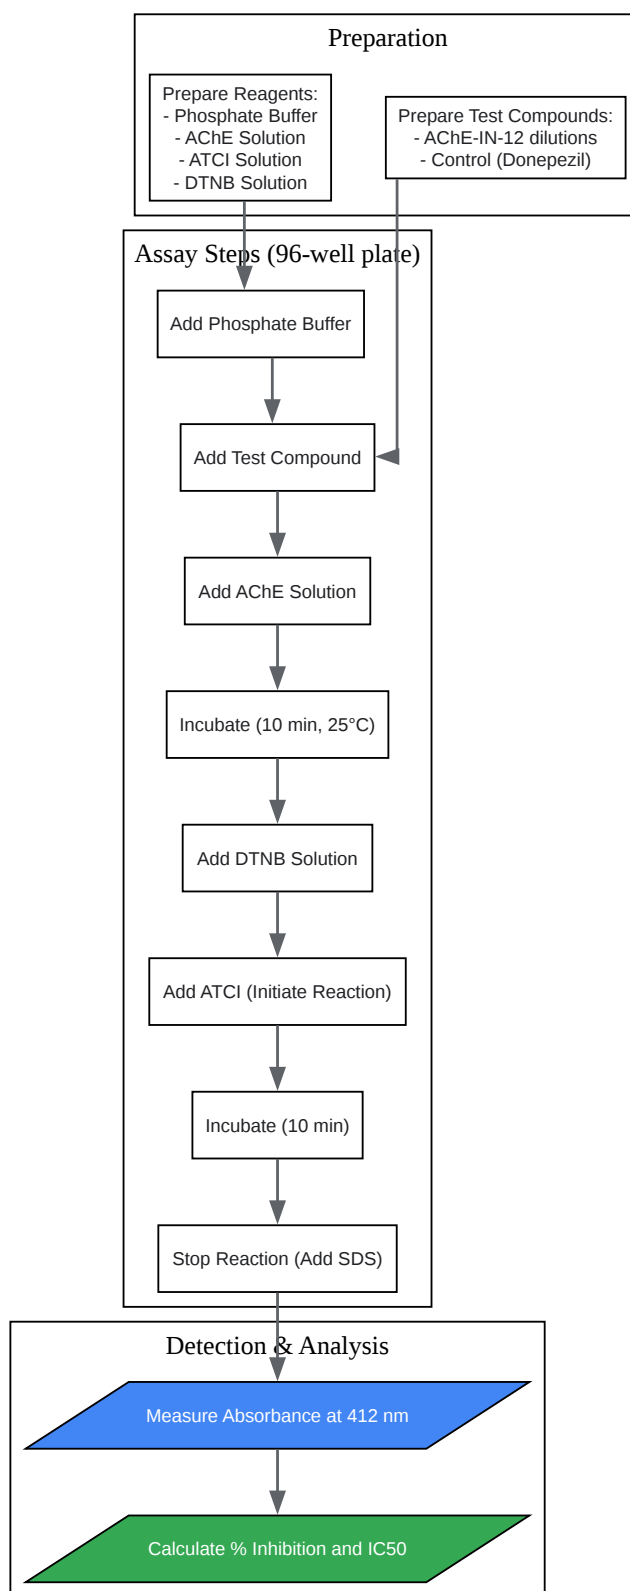 Preparation
Prepare Reagents:
- Phosphate Buffer
- AChE Solution
- ATCI Solution
- DTNB Solution
Prepare Test Compounds:
- AChE-IN-12 dilutions
- Control (Donepezil)
Assay Steps (96-well plate)
Add Phosphate Buffer
Add Test Compound
Add AChE Solution
Incubate (10 min, 25°C)
Add DTNB Solution
Add ATCI (Initiate Reaction)
Incubate (10 min)
Stop Reaction (Add SDS)
Detection & Analysis
Measure Absorbance at 412 nm
Calculate % Inhibition and IC50